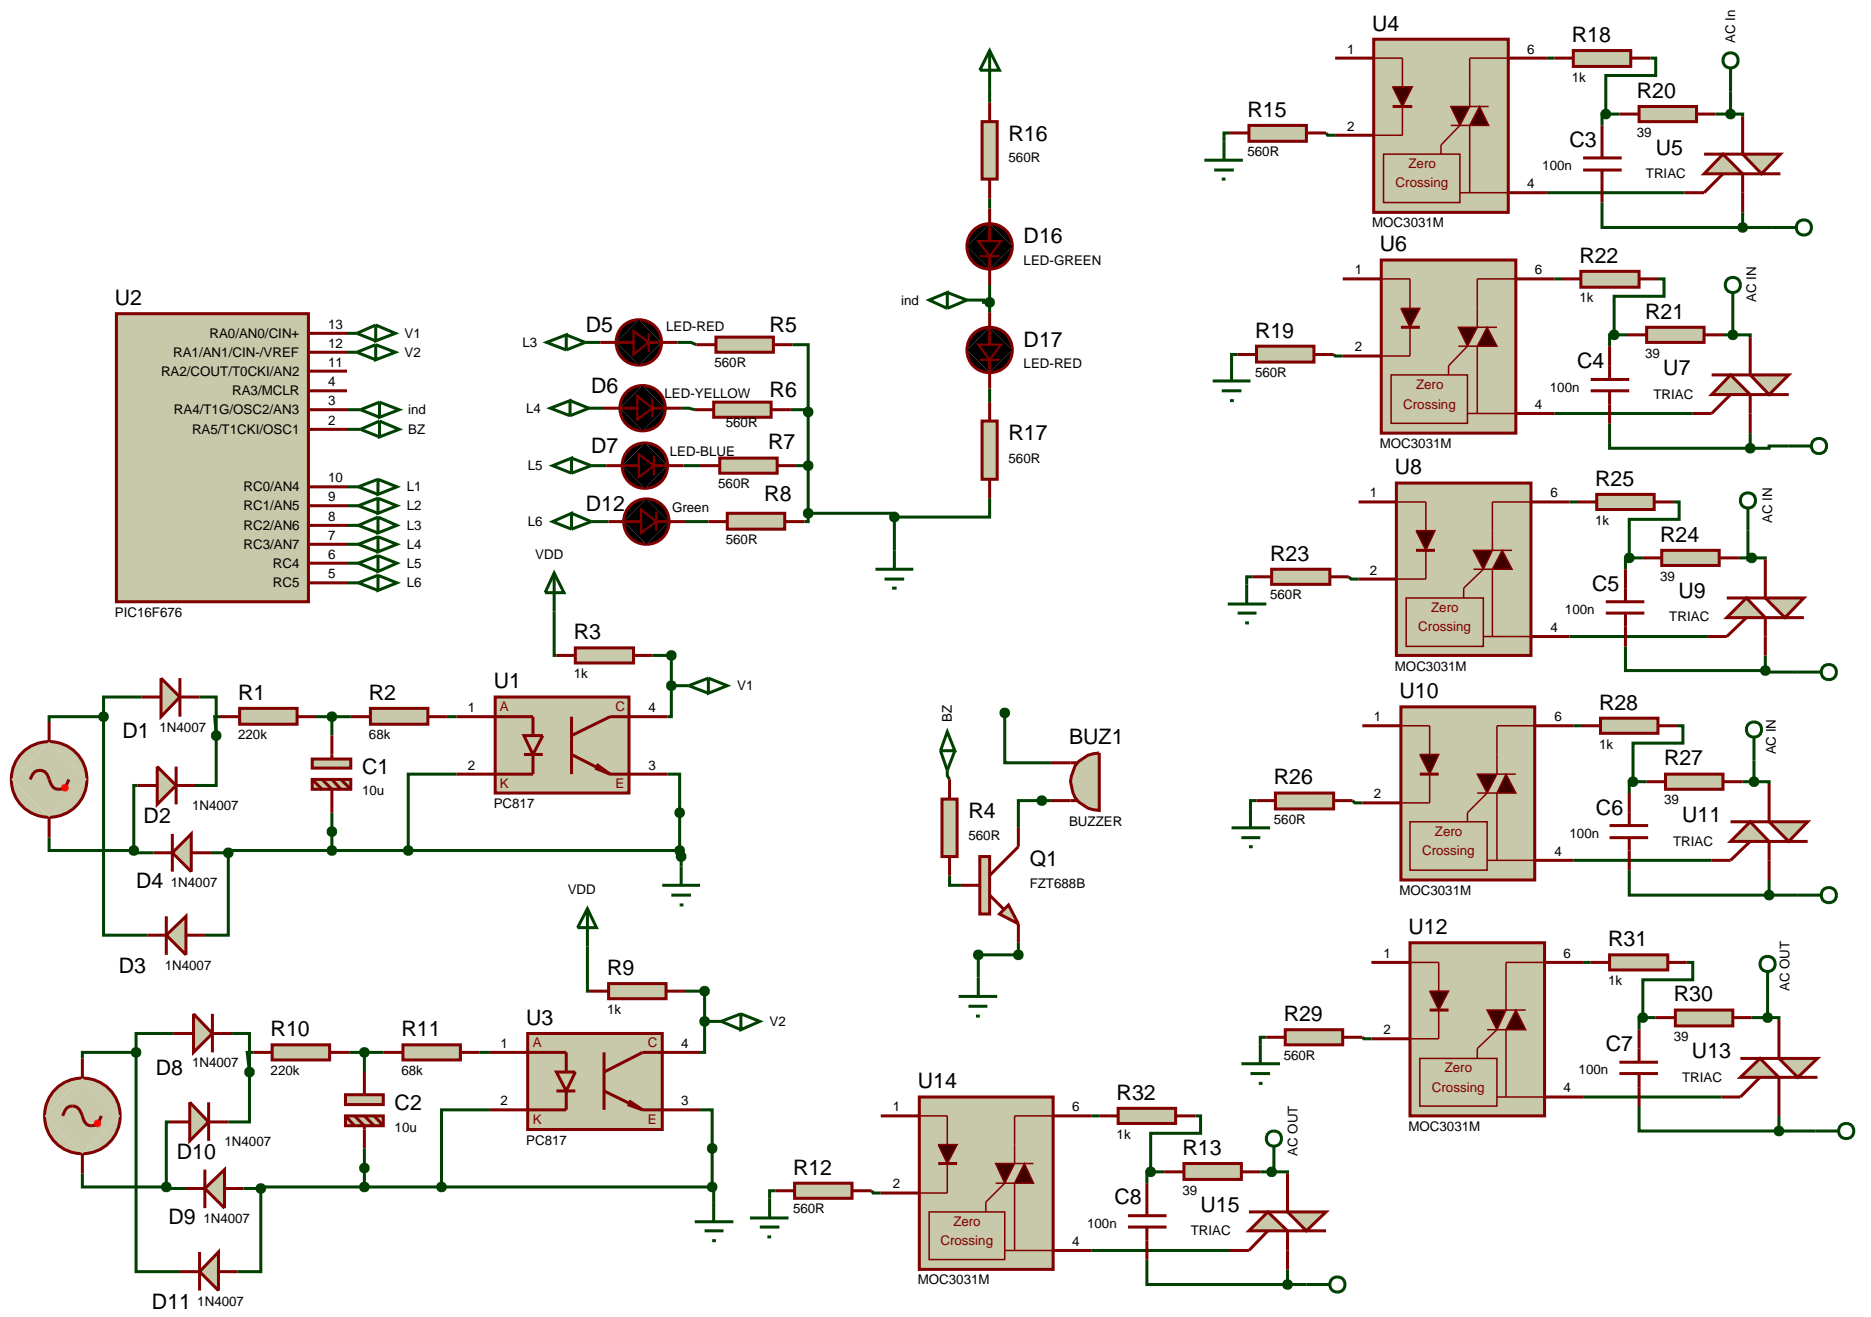 U2
RA0/AN0/CIN+ 13 V1
RA1/AN1/CIN-/VREF 12 V2
RA2/COUT/T0CKI/AN2 11
RA3/MCLR 4
RA4/T1G/OSC2/AN3 3 ind
RA5/T1CKI/OSC1 2 BZ
RC0/AN4 10 L1
RC1/AN5 9 L2
RC2/AN6 8 L3
RC3/AN7 7 L4
RC4 6 L5
RC5 5 L6
PIC16F676
L3 D5 LED-RED R5 560R
L4 D6 LED-YELLOW R6 560R
L5 D7 LED-BLUE R7 560R
L6 D12 Green R8 560R
R16
560R
D16
LED-GREEN
ind
D17
LED-RED
R17
560R
VDD
R3
1k
V1
D1
1N4007
D2
1N4007
D4
1N4007
D3
1N4007
R1
220k
R2
68k
C1
10u
U1
1 A C 4
2 K E 3
PC817
VDD
R9
1k
V2
D8
1N4007
D10
1N4007
D9
1N4007
D11
1N4007
R10
220k
R11
68k
C2
10u
U3
1 A C 4
2 K E 3
PC817
BZ
R4
560R
Q1
FZT688B
BUZ1
BUZZER
U4
1 6
2 4
Zero
Crossing
MOC3031M
R15
560R
R18
1k
R20
39
C3
100n
U5
TRIAC
AC In
U6
1 6
2 4
Zero
Crossing
MOC3031M
R19
560R
R22
1k
R21
39
C4
100n
U7
TRIAC
AC IN
U8
1 6
2 4
Zero
Crossing
MOC3031M
R23
560R
R25
1k
R24
39
C5
100n
U9
TRIAC
AC IN
U10
1 6
2 4
Zero
Crossing
MOC3031M
R26
560R
R28
1k
R27
39
C6
100n
U11
TRIAC
AC IN
U12
1 6
2 4
Zero
Crossing
MOC3031M
R29
560R
R31
1k
R30
39
C7
100n
U13
TRIAC
AC OUT
U14
1 6
2 4
Zero
Crossing
MOC3031M
R12
560R
R32
1k
R13
39
C8
100n
U15
TRIAC
AC OUT